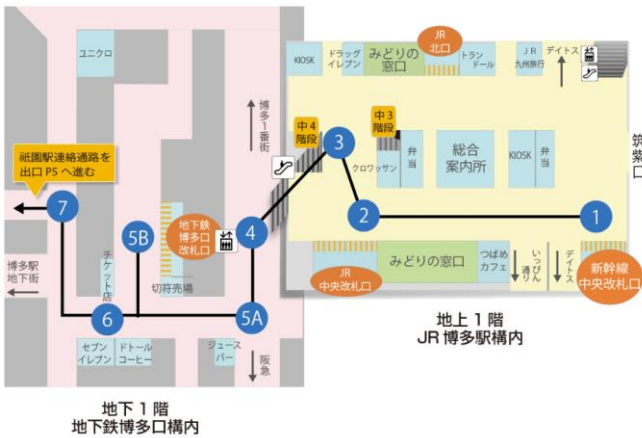 ユニクロ
博多1番街
祇園駅連絡通路を
出口P5へ進む
7
博多駅
地下街
チケット店
5B
地下鉄
博多口
改札口
切符売場
4
6
5A
セブン
イレブン
ドトール
コーヒー
ジュース
バー
阪急
地下1階
地下鉄博多口構内
KIOSK
ドラッグ
イレブン
みどりの
窓口
JR
北口
トラン
ドール
JR
九州旅行
デイトス
中4
階段
3
中3
階段
クロワッサン
弁当
総合
案内所
KIOSK
弁当
筑紫口
2
1
JR
中央改札口
みどりの窓口
つばめ
カフェ
いっぴん通り
デイトス
新幹線
中央改札口
地上1階
JR博多駅構内